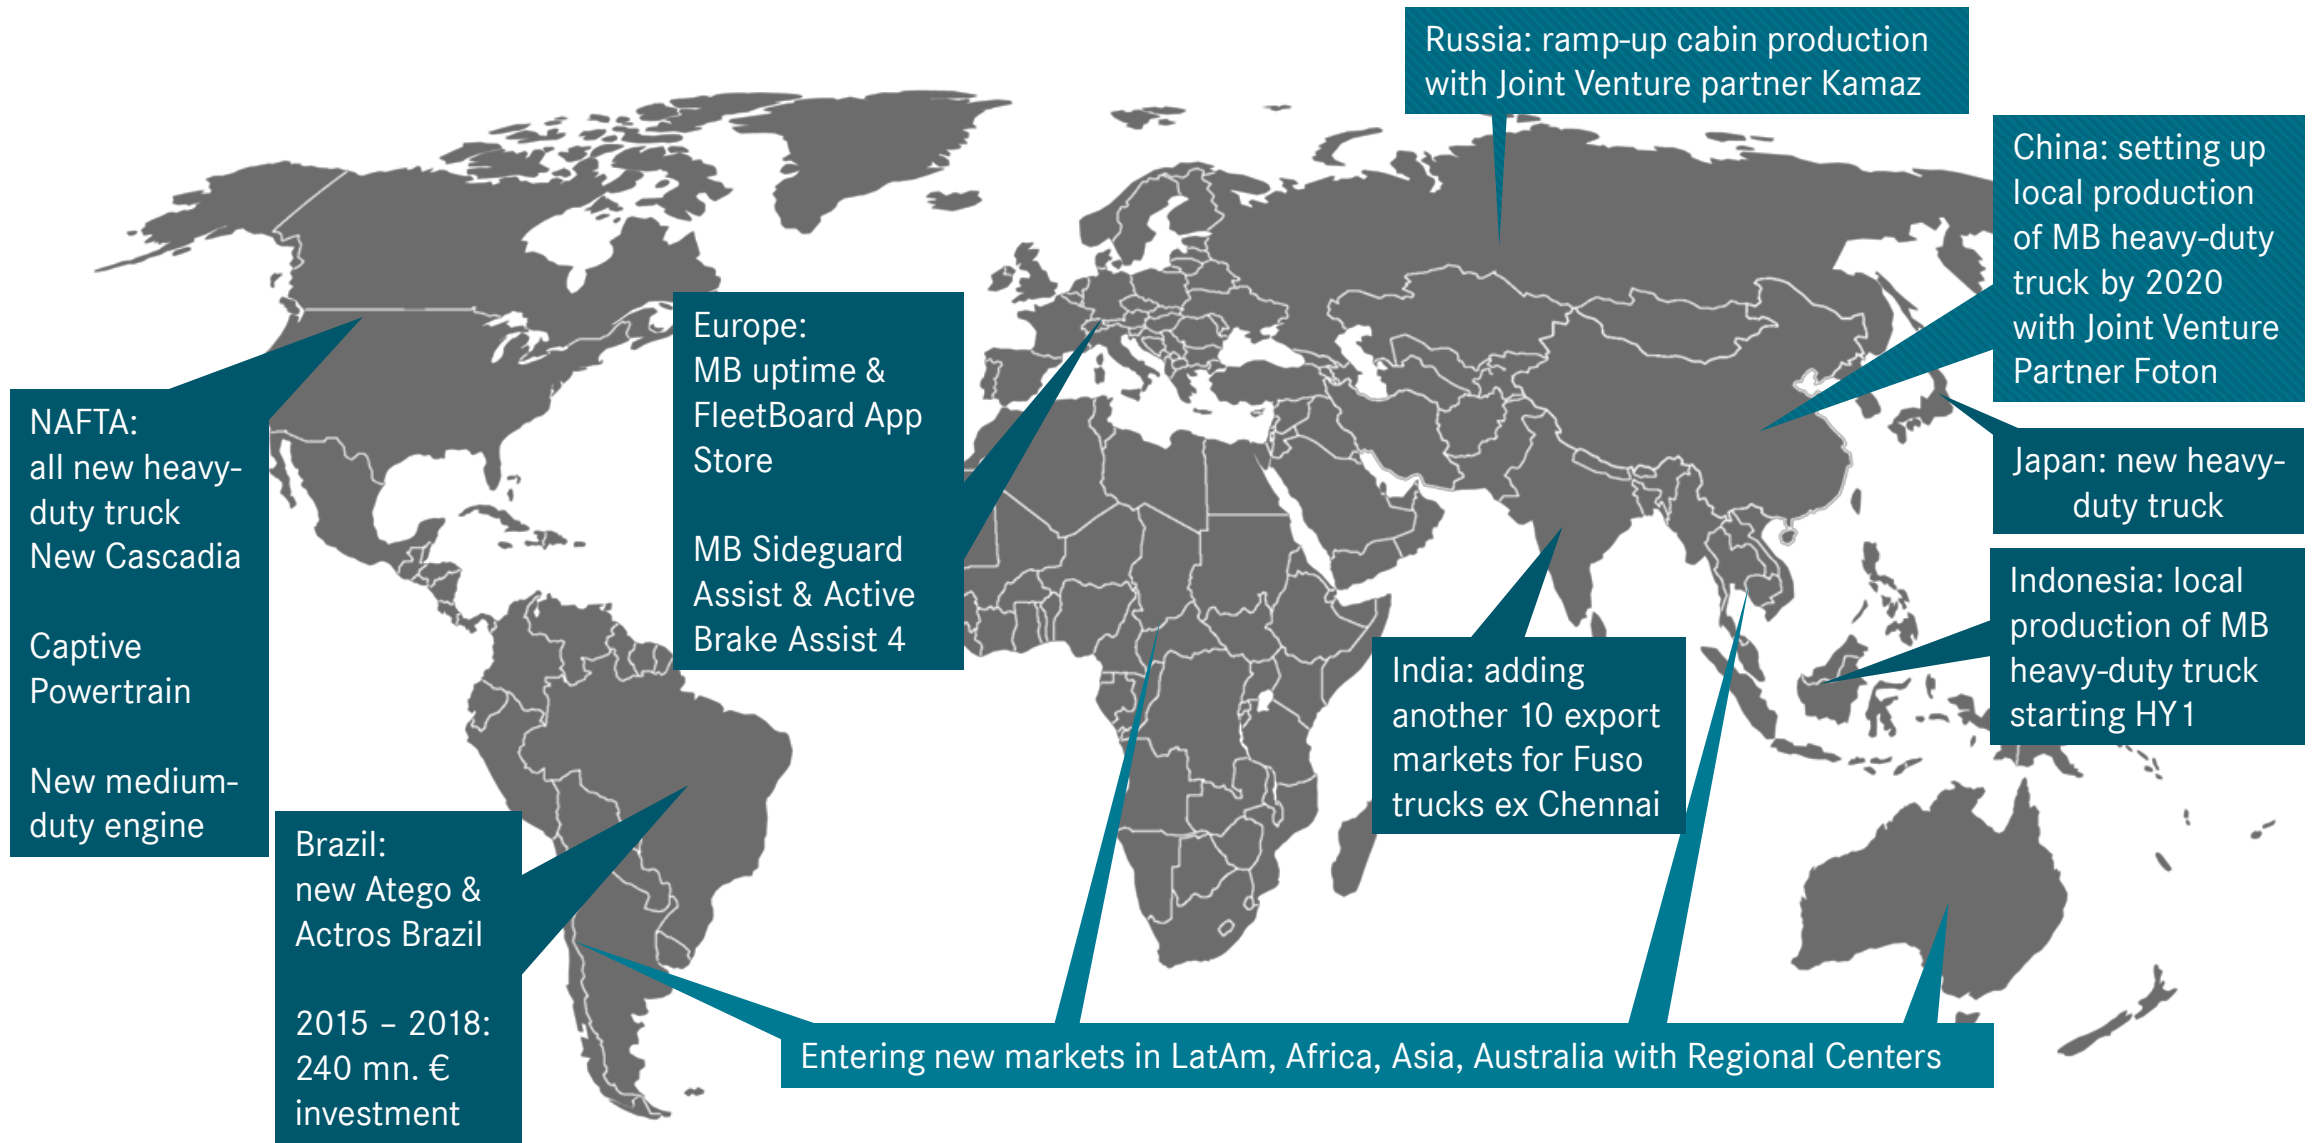 Russia: ramp-up cabin production
with Joint Venture partner Kamaz
China: setting up
local production
of MB heavy-duty
truck by 2020
with Joint Venture
Partner Foton
Europe:
MB uptime &
FleetBoard App
Store
MB Sideguard
Assist & Active
Brake Assist 4
NAFTA:
all new heavy-
duty truck
New Cascadia
Captive
Powertrain
New medium-
duty engine
Japan: new heavy-
duty truck
Indonesia: local
production of MB
heavy-duty truck
starting HY1
India: adding
another 10 export
markets for Fuso
trucks ex Chennai
Brazil:
new Atego &
Actros Brazil
2015 – 2018:
240 mn. €
investment
Entering new markets in LatAm, Africa, Asia, Australia with Regional Centers